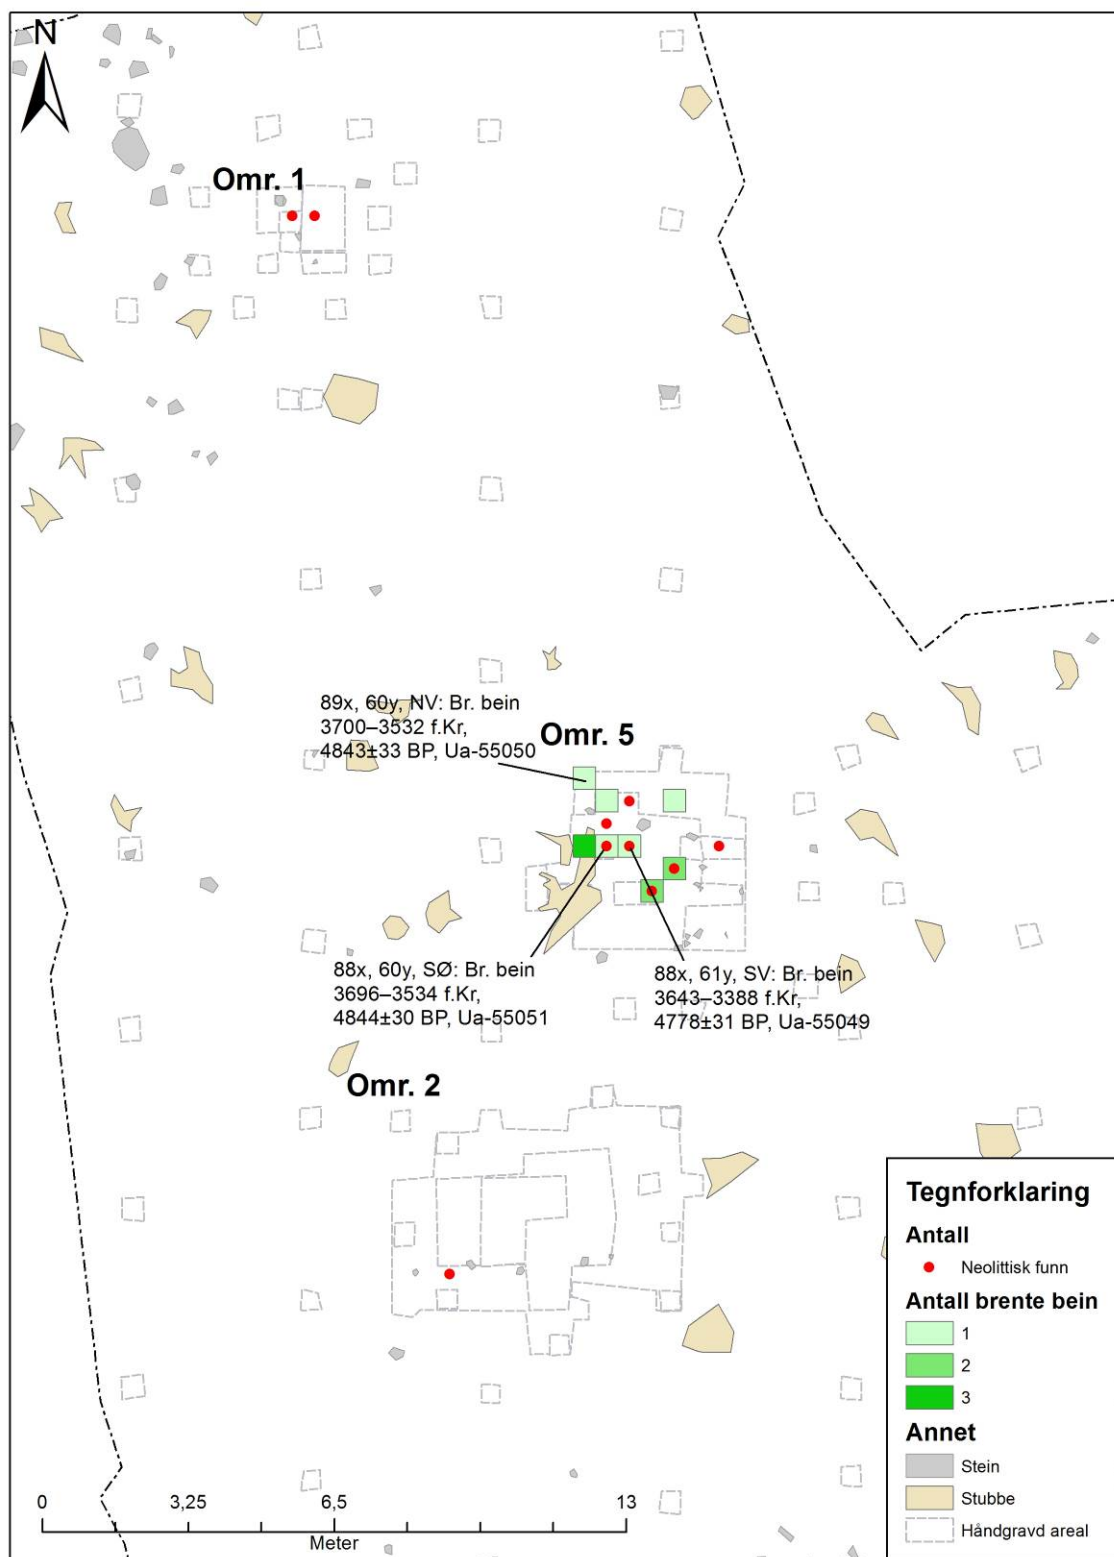 N
Omr. 1
89x, 60y, NV: Br. bein
3700–3532 f.Kr,
4843±33 BP, Ua-55050
Omr. 5
88x, 60y, SØ: Br. bein
3696–3534 f.Kr,
4844±30 BP, Ua-55051
88x, 61y, SV: Br. bein
3643–3388 f.Kr,
4778±31 BP, Ua-55049
Omr. 2
Tegnforklaring
Antall
Neolittisk funn
Antall brente bein
1
2
3
Annet
Stein
Stubbe
Håndgravd areal
0 3,25 6,5 13
Meter